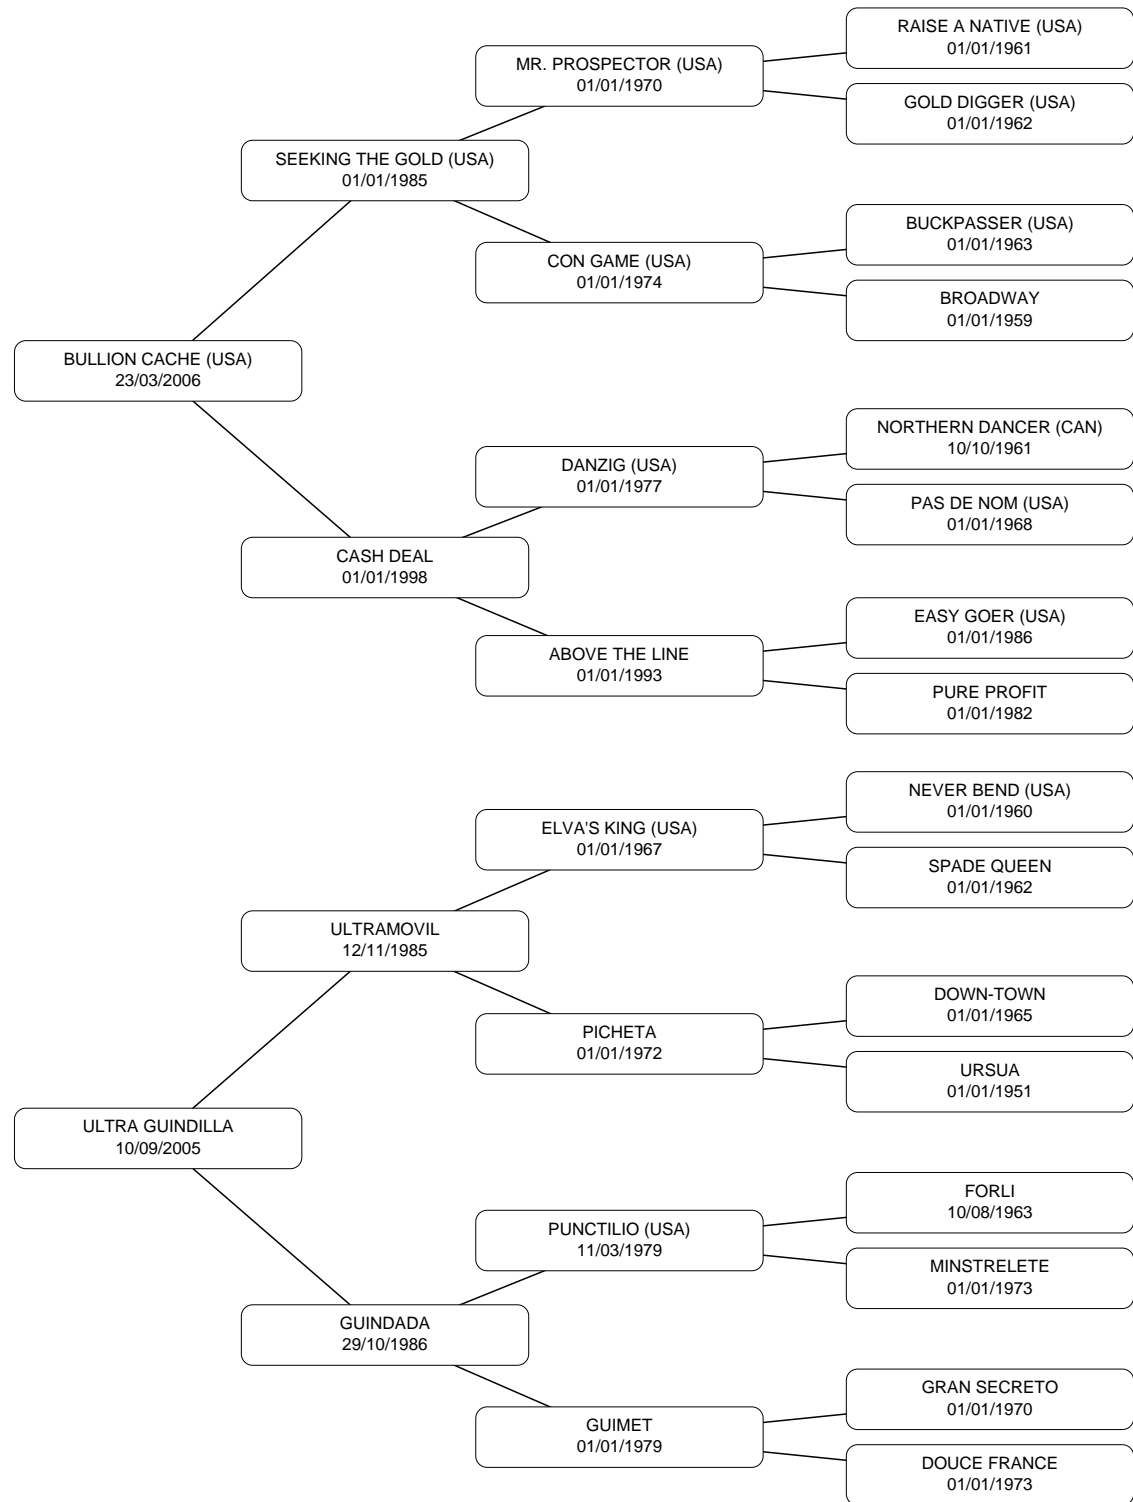 RAISE A NATIVE (USA)
01/01/1961
MR. PROSPECTOR (USA)
01/01/1970
GOLD DIGGER (USA)
01/01/1962
SEEKING THE GOLD (USA)
01/01/1985
BUCKPASSER (USA)
01/01/1963
CON GAME (USA)
01/01/1974
BROADWAY
01/01/1959
BULLION CACHE (USA)
23/03/2006
NORTHERN DANCER (CAN)
10/10/1961
DANZIG (USA)
01/01/1977
PAS DE NOM (USA)
01/01/1968
CASH DEAL
01/01/1998
EASY GOER (USA)
01/01/1986
ABOVE THE LINE
01/01/1993
PURE PROFIT
01/01/1982
NEVER BEND (USA)
01/01/1960
ELVA'S KING (USA)
01/01/1967
SPADE QUEEN
01/01/1962
ULTRAMOVIL
12/11/1985
DOWN-TOWN
01/01/1965
PICHETA
01/01/1972
URSUA
01/01/1951
ULTRA GUINDILLA
10/09/2005
FORLI
10/08/1963
PUNCTILIO (USA)
11/03/1979
MINSTRELETE
01/01/1973
GUINDADA
29/10/1986
GRAN SECRETO
01/01/1970
GUIMET
01/01/1979
DOUCE FRANCE
01/01/1973